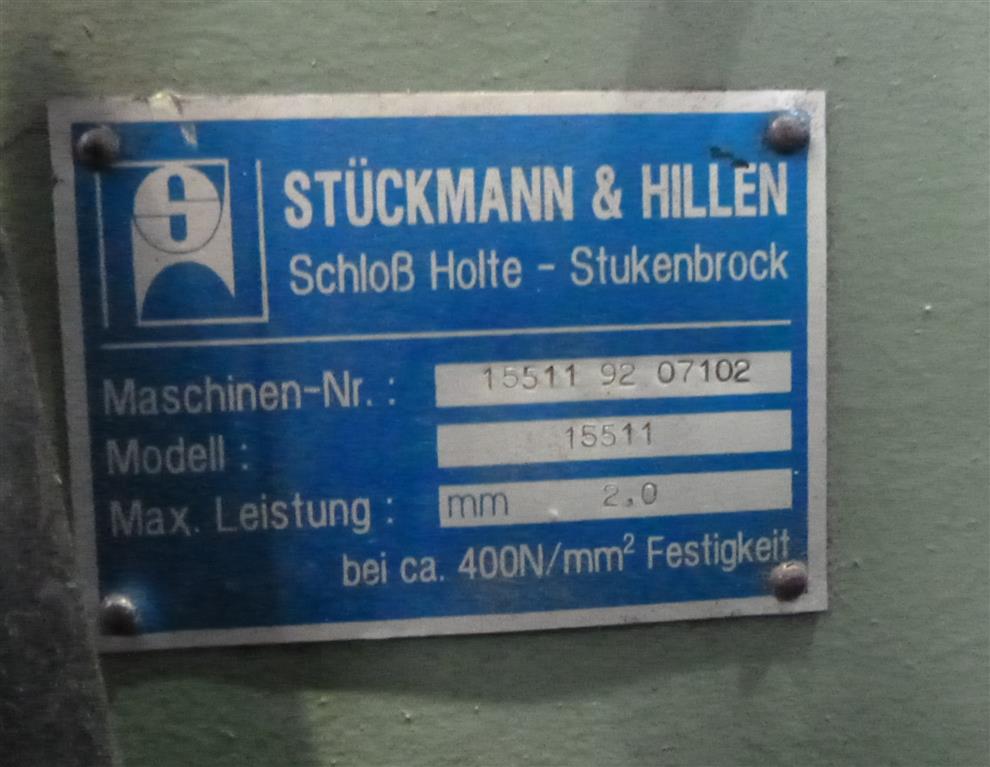 S
STÜCKMANN & HILLEN
Schloß Holte - Stukenbrock
Maschinen-Nr. : 15511 92 07102
Modell : 15511
Max. Leistung : mm 2.0
bei ca. 400N/mm² Festigkeit